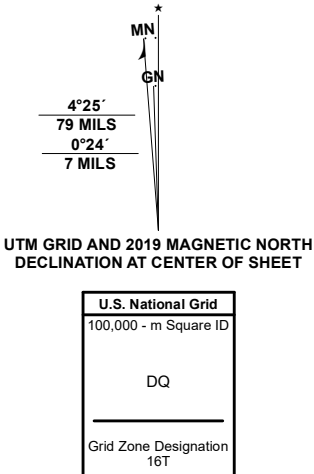 MN
GN
4°25´
79 MILS
0°24´
7 MILS
UTM GRID AND 2019 MAGNETIC NORTH
DECLINATION AT CENTER OF SHEET
U.S. National Grid
100,000 - m Square ID
DQ
Grid Zone Designation
16T